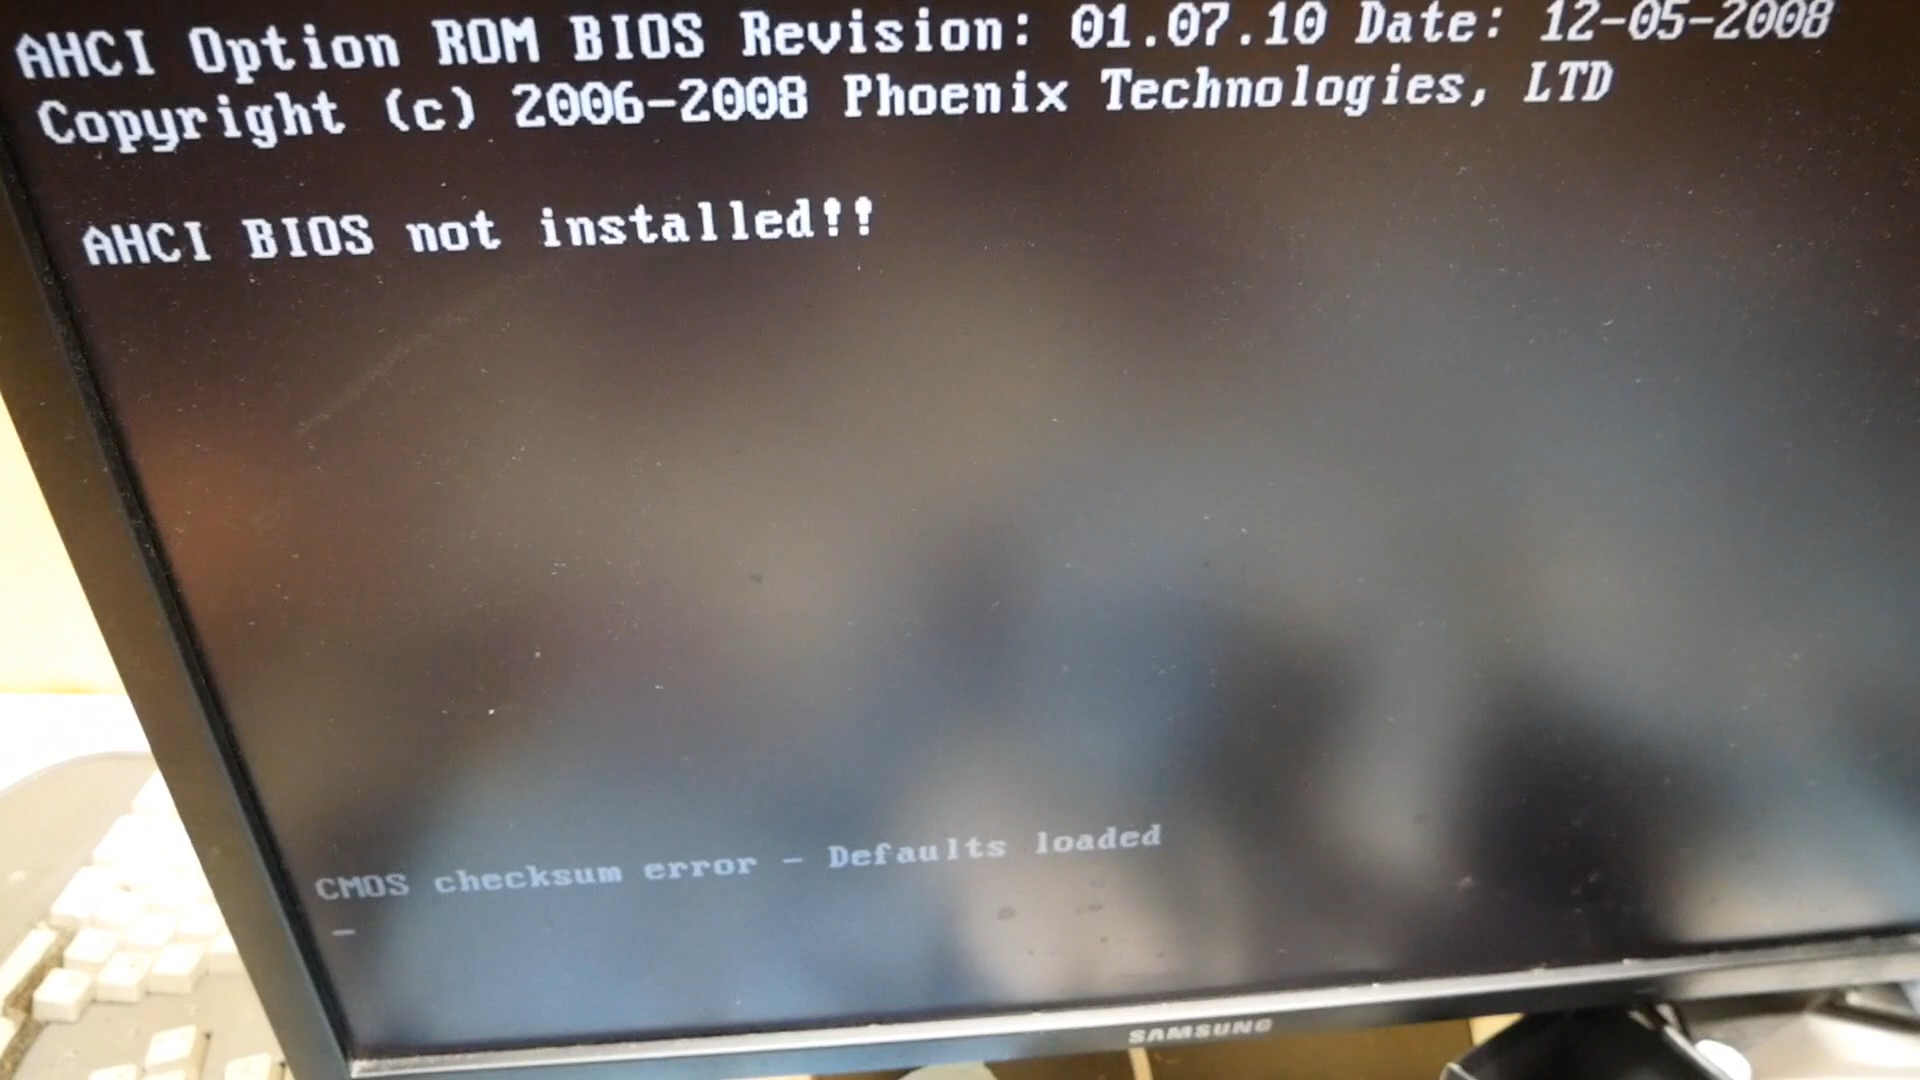 AHCI Option ROM BIOS Revision: 01.07.10 Date: 12-05-2008
Copyright (c) 2006-2008 Phoenix Technologies, LTD
AHCI BIOS not installed!!
CMOS checksum error - Defaults loaded
_
SAMSUNG